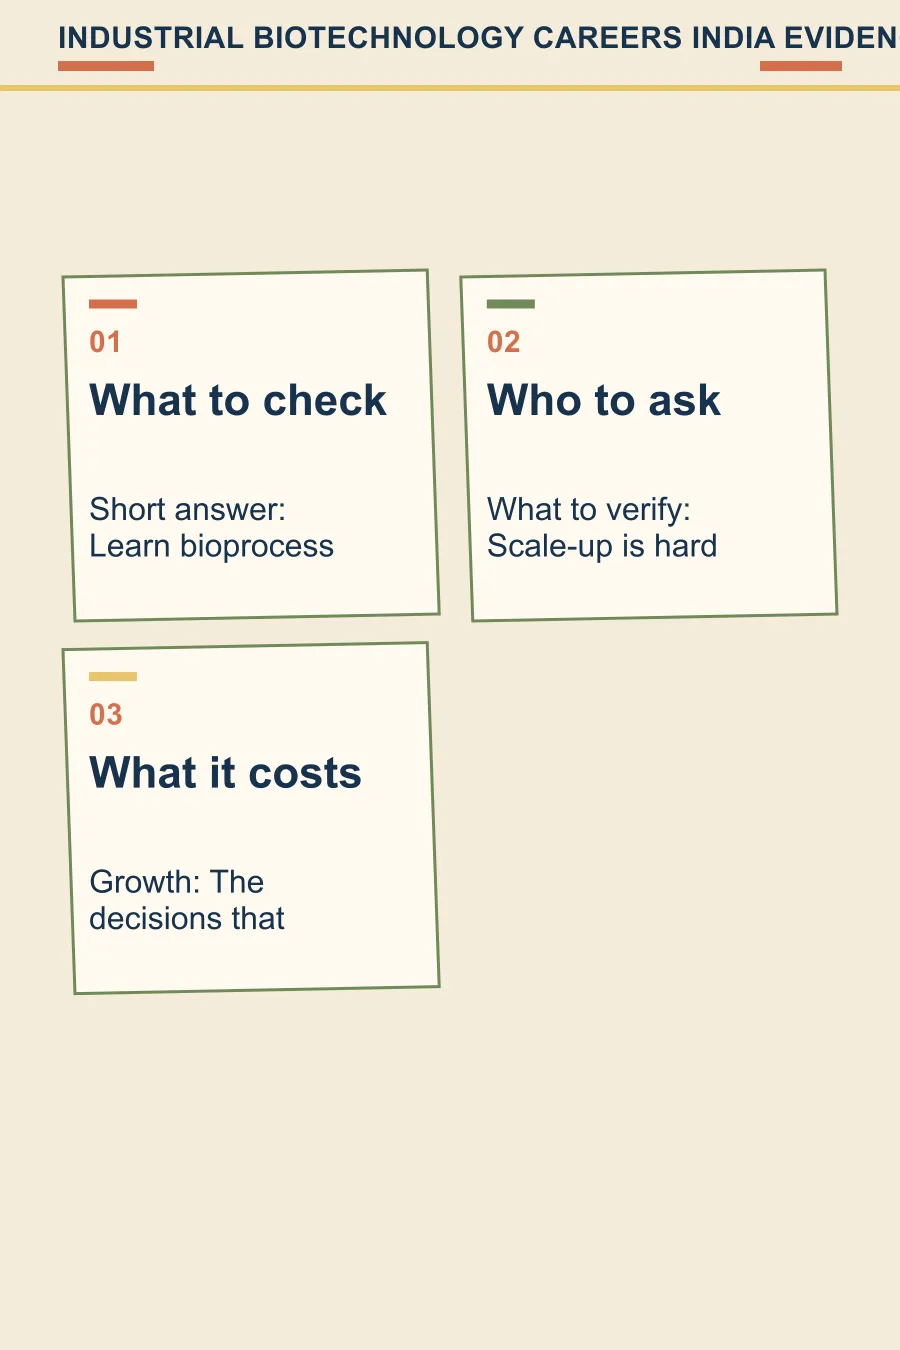 INDUSTRIAL BIOTECHNOLOGY CAREERS INDIA
01
What to check
Short answer:
Learn bioprocess
02
Who to ask
What to verify:
Scale-up is hard
03
What it costs
Growth: The
decisions that